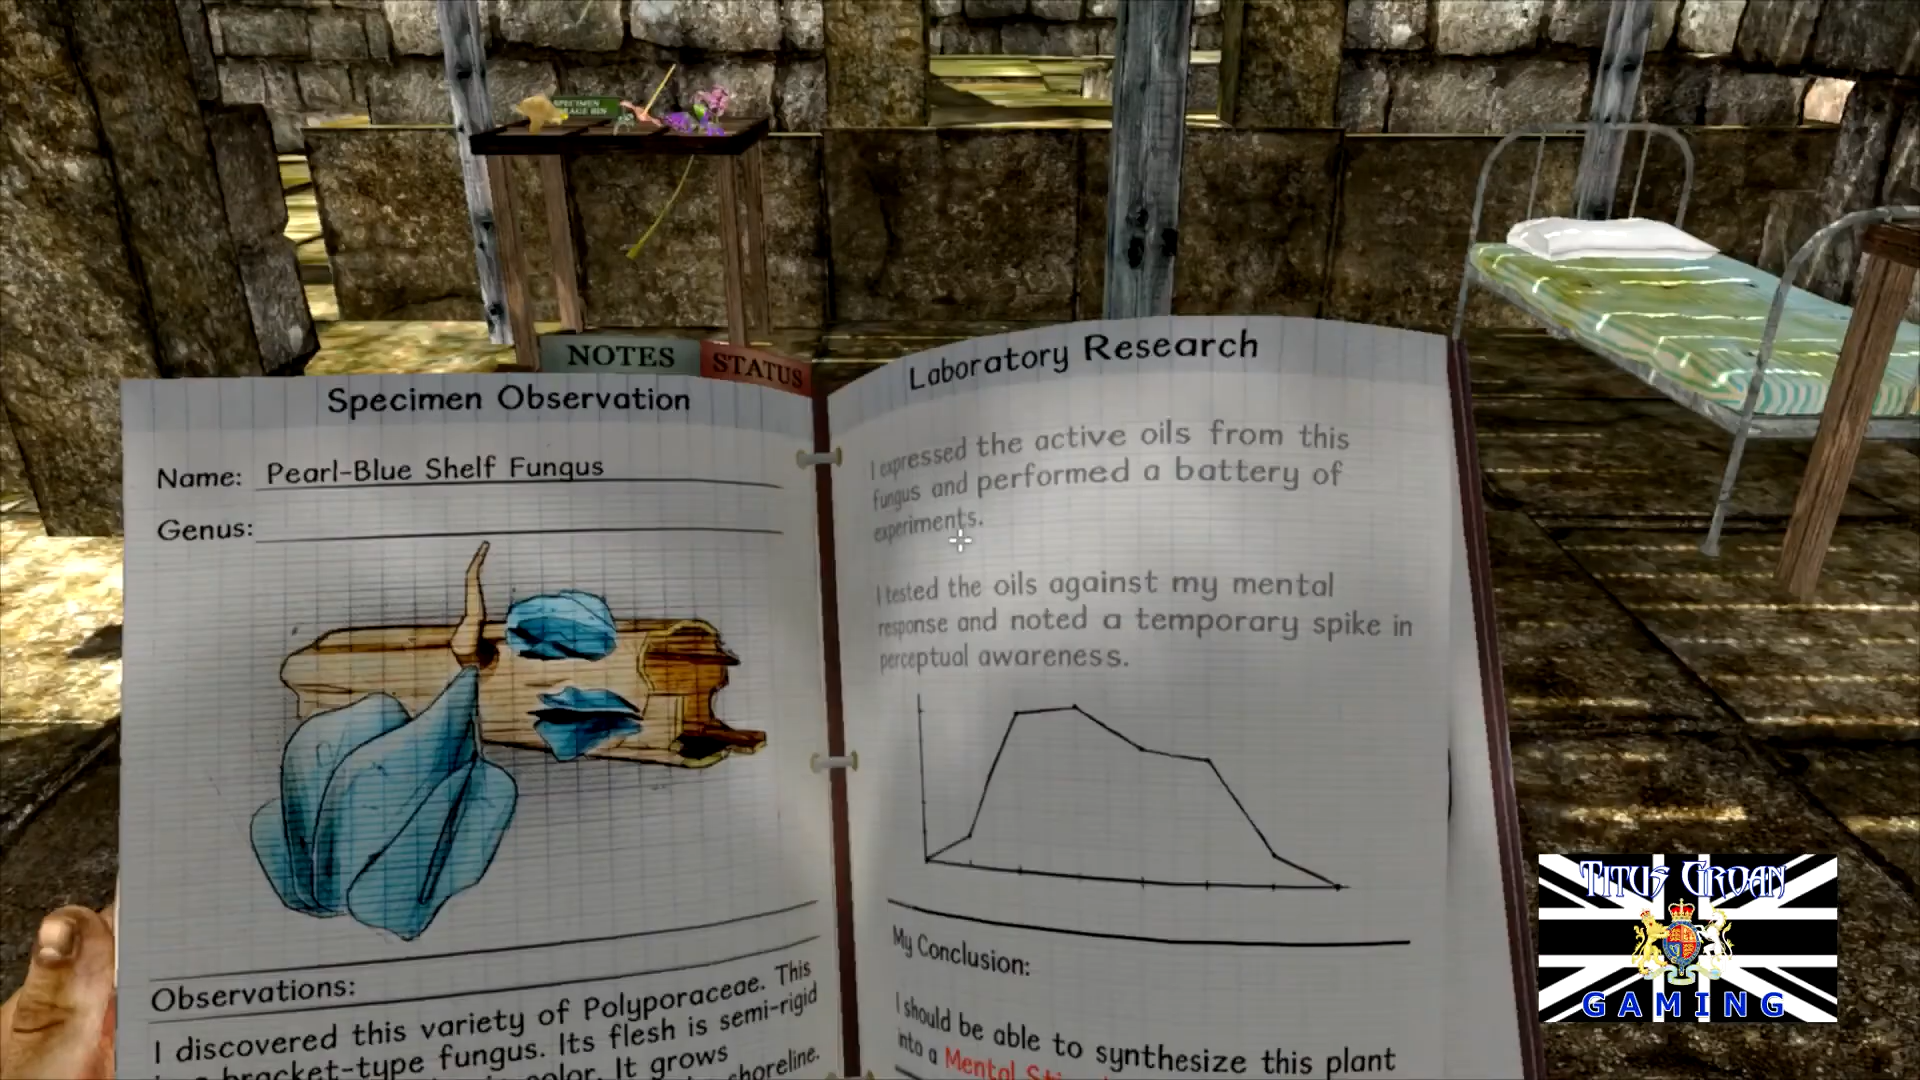 SPECIMEN
NOTES
STATUS
Specimen Observation
Name: Pearl-Blue Shelf Fungus
Genus:
Observations:
I discovered this variety of Polyporaceae. This
bracket-type fungus. Its flesh is semi-rigid
color. It grows
shoreline.
Laboratory Research
I expressed the active oils from this
fungus and performed a battery of
experiments.
I tested the oils against my mental
response and noted a temporary spike in
perceptual awareness.
My Conclusion:
I should be able to synthesize this plant
into a Mental
TITUS GROAN
GAMING